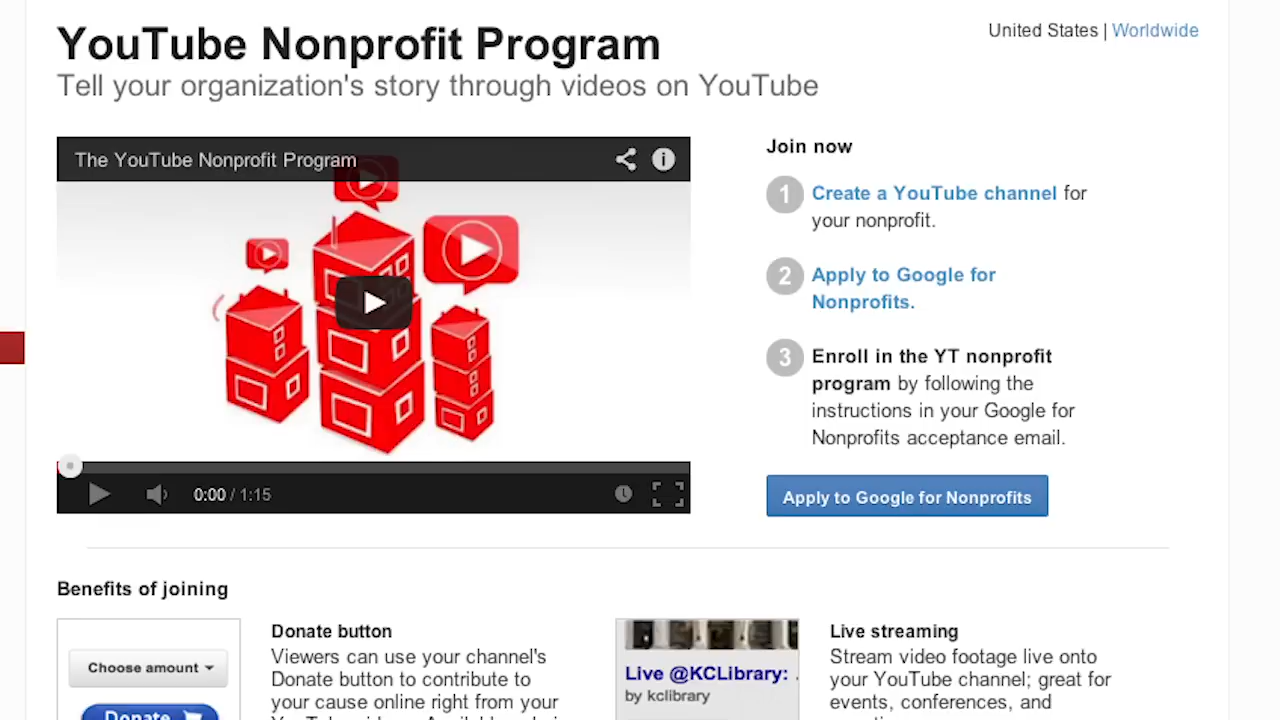 YouTube Nonprofit Program
United States | Worldwide
Tell your organization's story through videos on YouTube
The YouTube Nonprofit Program
0:00 / 1:15
Join now
1 Create a YouTube channel for
your nonprofit.
2 Apply to Google for
Nonprofits.
3 Enroll in the YT nonprofit
program by following the
instructions in your Google for
Nonprofits acceptance email.
Apply to Google for Nonprofits
Benefits of joining
Choose amount
Donate
Donate button
Viewers can use your channel's
Donate button to contribute to
your cause online right from your
Live @KCLibrary:
by kclibrary
Live streaming
Stream video footage live onto
your YouTube channel; great for
events, conferences, and